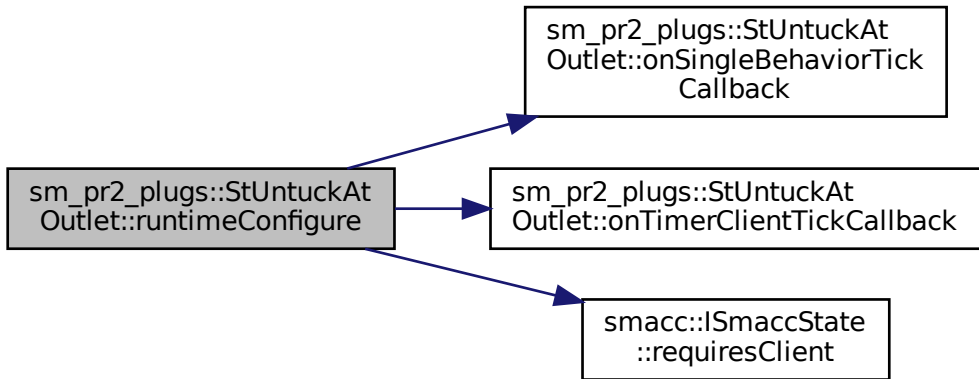 sm_pr2_plugs::StUntuckAt
Outlet::onSingleBehaviorTick
Callback
sm_pr2_plugs::StUntuckAt
Outlet::runtimeConfigure
sm_pr2_plugs::StUntuckAt
Outlet::onTimerClientTickCallback
smacc::ISmaccState
::requiresClient